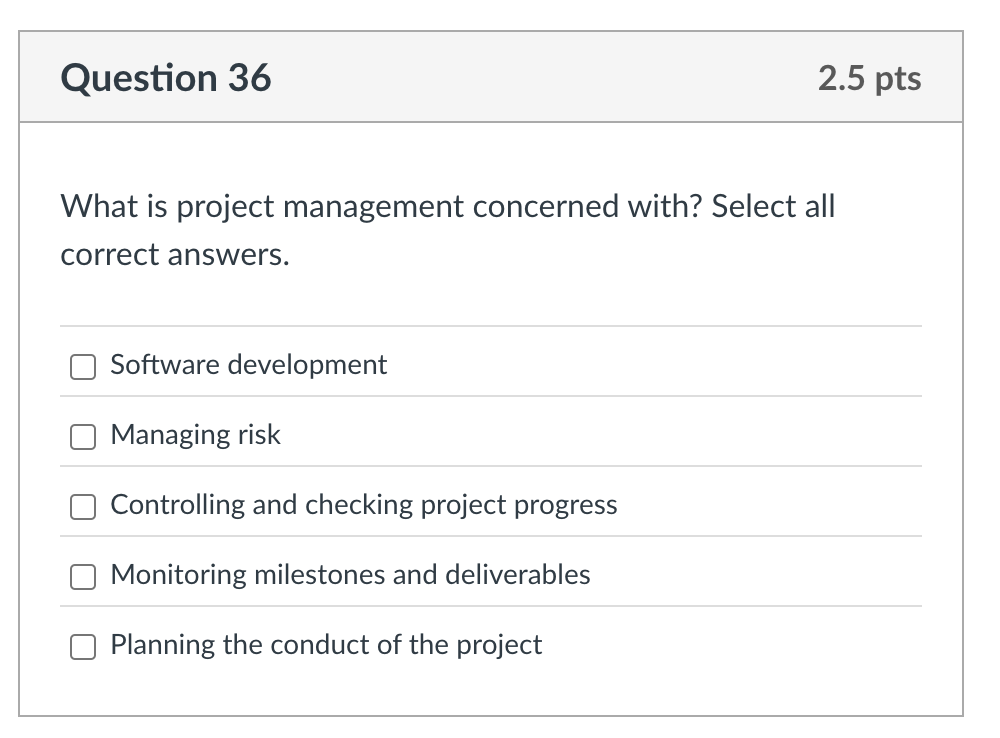 Question 36
2.5 pts
What is project management concerned with? Select all
correct answers.
Software development
Managing risk
Controlling and checking project progress
Monitoring milestones and deliverables
Planning the conduct of the project